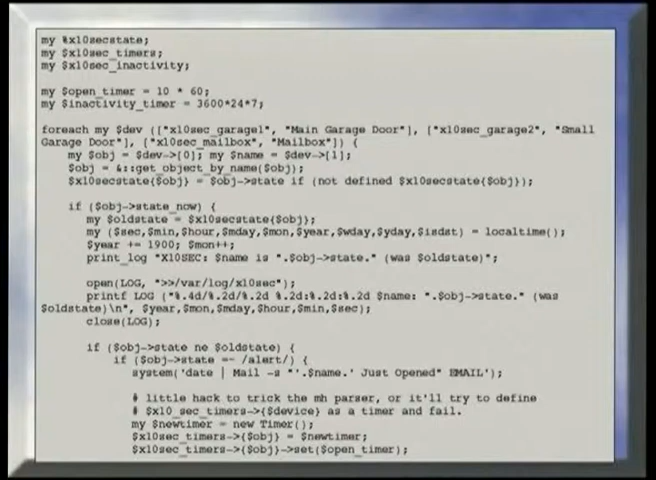 my %x10secstate;
my $x10sec_timers;
my $x10sec_inactivity;
my $open_timer = 10 * 60;
my $inactivity_timer = 3600*24*7;
foreach my $dev (["x10sec_garage1", "Main Garage Door"], ["x10sec_garage2", "Small
Garage Door"], ["x10sec_mailbox", "Mailbox"]) {
my $obj = $dev->[0]; my $name = $dev->[1];
$obj = &::get_object_by_name($obj);
$x10secstate{$obj} = $obj->state if (not defined $x10secstate{$obj});
if ($obj->state_now) {
my $oldstate = $x10secstate{$obj};
my ($sec,$min,$hour,$mday,$mon,$year,$wday,$yday,$isdst) = localtime();
$year += 1900; $mon++;
print_log "X10SEC: $name is ".$obj->state." (was $oldstate)";
open(LOG, ">>/var/log/x10sec");
printf LOG ("%.4d/%.2d/%.2d %.2d:%.2d:%.2d $name: ".$obj->state." (was
$oldstate)\n", $year,$mon,$mday,$hour,$min,$sec);
close(LOG);
if ($obj->state ne $oldstate) {
if ($obj->state =~ /alert/) {
system('date | Mail -s "'.$name.' Just Opened" EMAIL');
# little hack to trick the mh parser, or it'll try to define
# $x10_sec_timers->{$device} as a timer and fail.
my $newtimer = new Timer();
$x10sec_timers->{$obj} = $newtimer;
$x10sec_timers->{$obj}->set($open_timer);